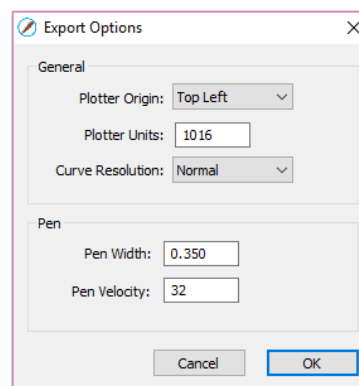 Export Options
General
Plotter Origin: Top Left
Plotter Units: 1016
Curve Resolution: Normal
Pen
Pen Width: 0.350
Pen Velocity: 32
Cancel OK